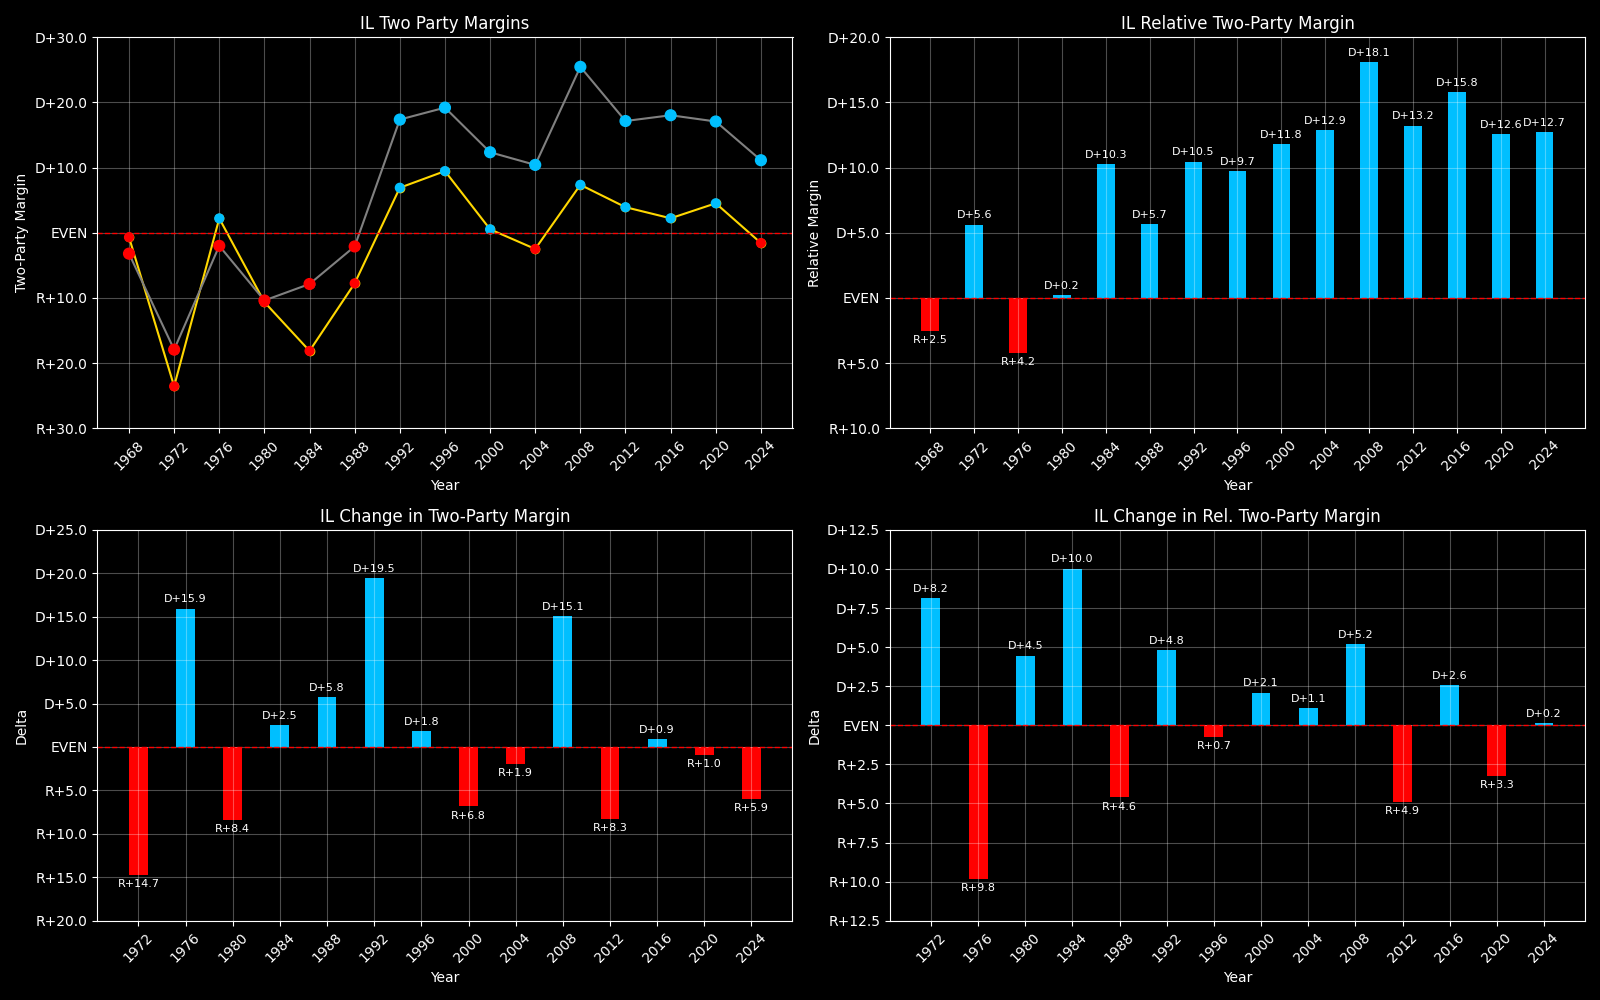 IL Two Party Margins
Two-Party Margin
D+30.0
D+20.0
D+10.0
EVEN
R+10.0
R+20.0
R+30.0
1968 1972 1976 1980 1984 1988 1992 1996 2000 2004 2008 2012 2016 2020 2024
Year
IL Relative Two-Party Margin
Relative Margin
D+20.0
D+15.0
D+10.0
D+5.0
EVEN
R+5.0
R+10.0
R+2.5 D+5.6 R+4.2 D+0.2 D+10.3 D+5.7 D+10.5 D+9.7 D+11.8 D+12.9 D+18.1 D+13.2 D+15.8 D+12.6 D+12.7
1968 1972 1976 1980 1984 1988 1992 1996 2000 2004 2008 2012 2016 2020 2024
Year
IL Change in Two-Party Margin
Delta
D+25.0
D+20.0
D+15.0
D+10.0
D+5.0
EVEN
R+5.0
R+10.0
R+15.0
R+20.0
R+14.7 D+15.9 R+8.4 D+2.5 D+5.8 D+19.5 D+1.8 R+6.8 R+1.9 D+15.1 R+8.3 D+0.9 R+1.0 R+5.9
1972 1976 1980 1984 1988 1992 1996 2000 2004 2008 2012 2016 2020 2024
Year
IL Change in Rel. Two-Party Margin
Delta
D+12.5
D+10.0
D+7.5
D+5.0
D+2.5
EVEN
R+2.5
R+5.0
R+7.5
R+10.0
R+12.5
D+8.2 R+9.8 D+4.5 D+10.0 R+4.6 D+4.8 R+0.7 D+2.1 D+1.1 D+5.2 R+4.9 D+2.6 R+3.3 D+0.2
1972 1976 1980 1984 1988 1992 1996 2000 2004 2008 2012 2016 2020 2024
Year